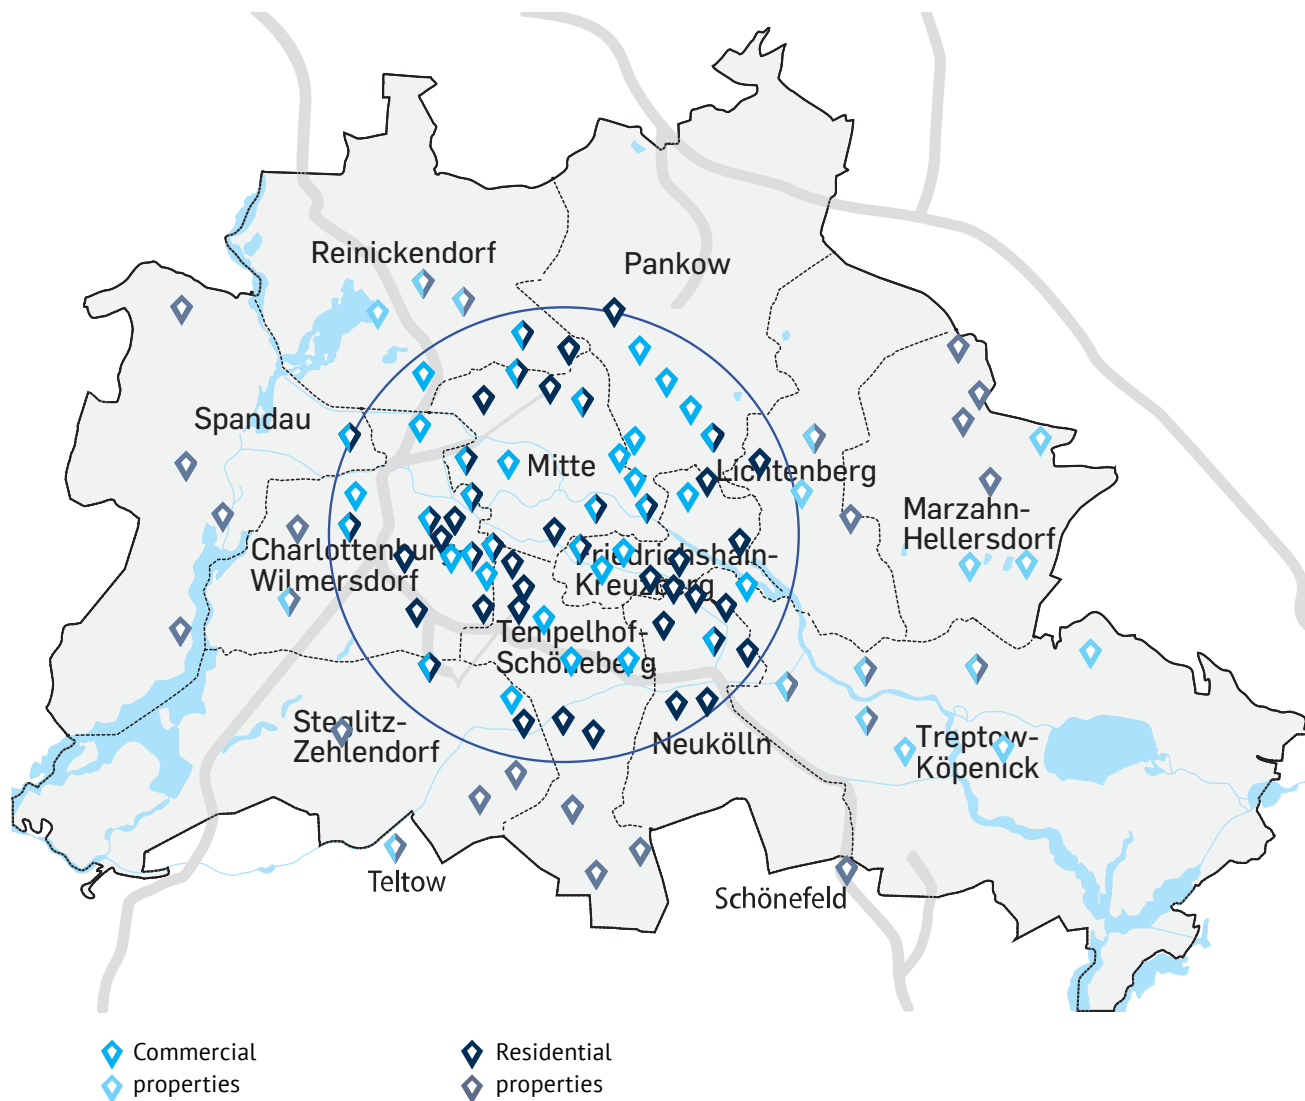 Reinickendorf
Pankow
Spandau
Mitte
Lichtenberg
Marzahn-
Hellersdorf
Charlottenburg
Wilmersdorf
Friedrichshain-
Kreuzberg
Tempelhof-
Schöneberg
Steglitz-
Zehlendorf
Neukölln
Treptow-
Köpenick
Teltow
Schönefeld
Commercial
properties
Residential
properties